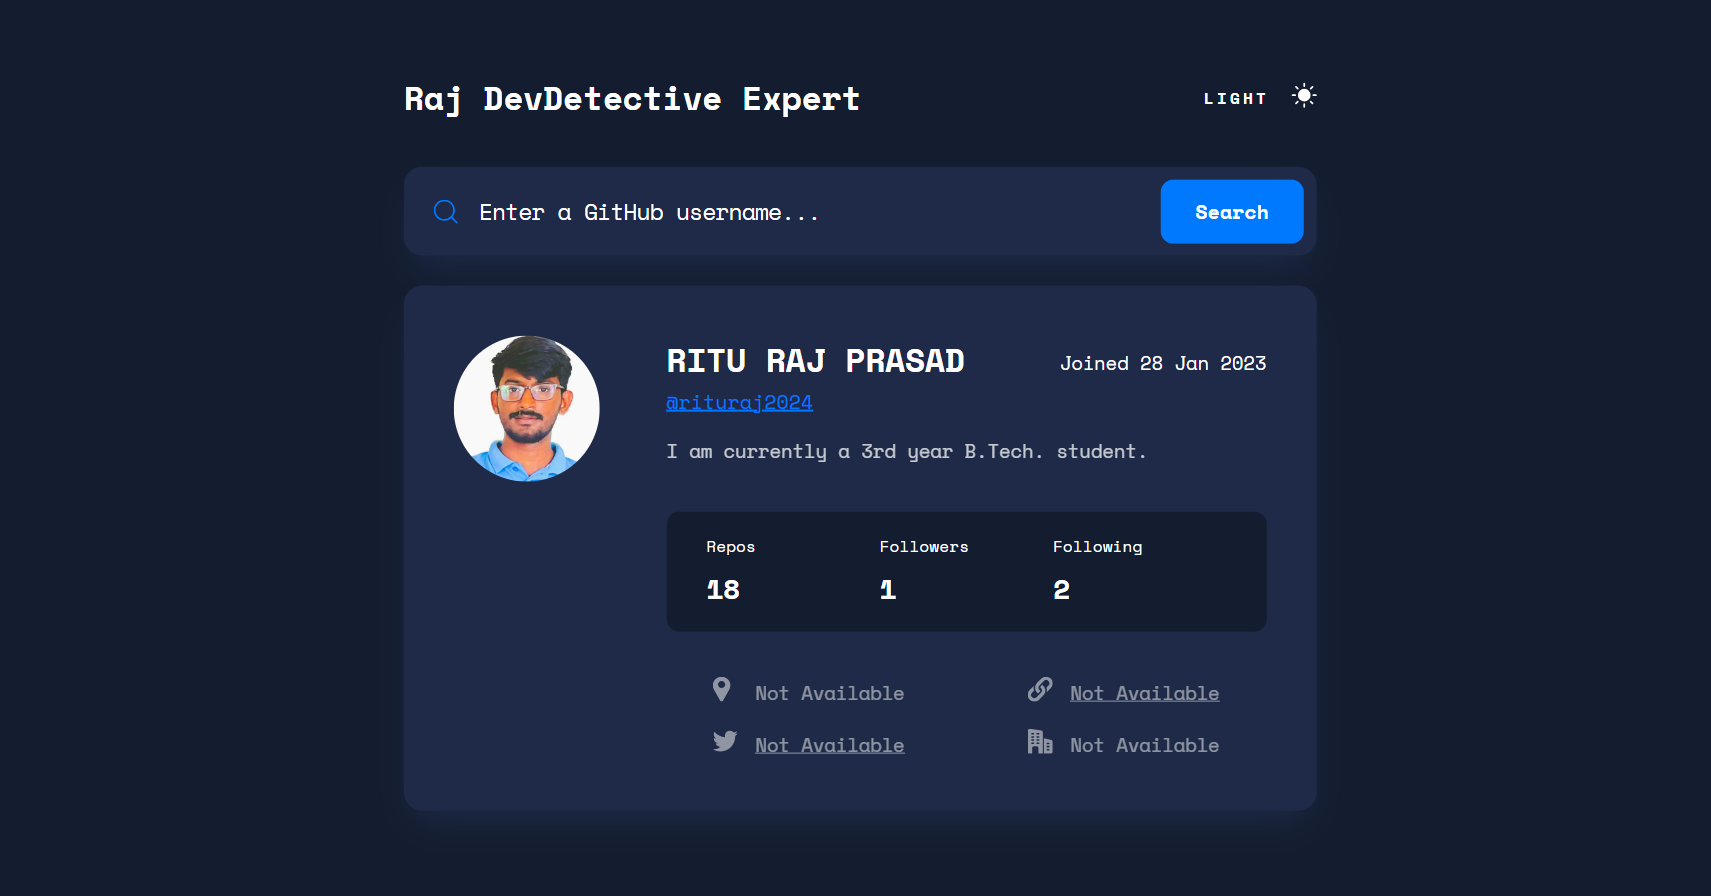 Raj DevDetective Expert
LIGHT
Enter a GitHub username...
Search
RITU RAJ PRASAD
Joined 28 Jan 2023
@rituraj2024
I am currently a 3rd year B.Tech. student.
Repos Followers Following
18 1 2
Not Available Not Available
Not Available Not Available